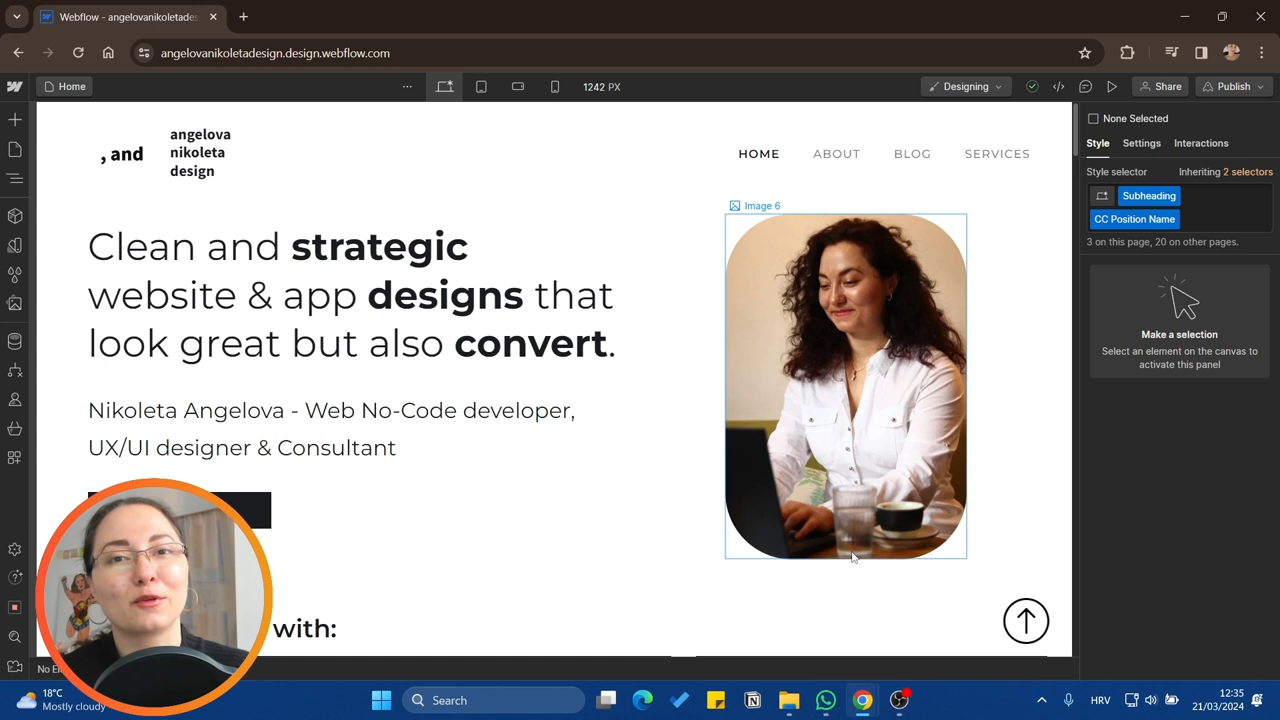 Webflow - angelovanikoletades
angelovanikoletadesign.design.webflow.com
Home
1242 PX
Designing
Share
Publish
, and
angelova
nikoleta
design
HOME
ABOUT
BLOG
SERVICES
Image 6
Clean and strategic
website & app designs that
look great but also convert.
Nikoleta Angelova - Web No-Code developer,
UX/UI designer & Consultant
with:
None Selected
Style
Settings
Interactions
Style selector
Inheriting 2 selectors
Subheading
CC Position Name
3 on this page, 20 on other pages.
Make a selection
Select an element on the canvas to
activate this panel
18°C
Mostly cloudy
Search
HRV
12:35
21/03/2024